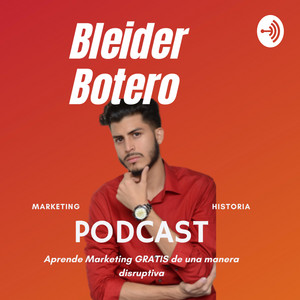 Bleider
Botero
MARKETING
HISTORIA
PODCAST
Aprende Marketing GRATIS de una manera
disruptiva